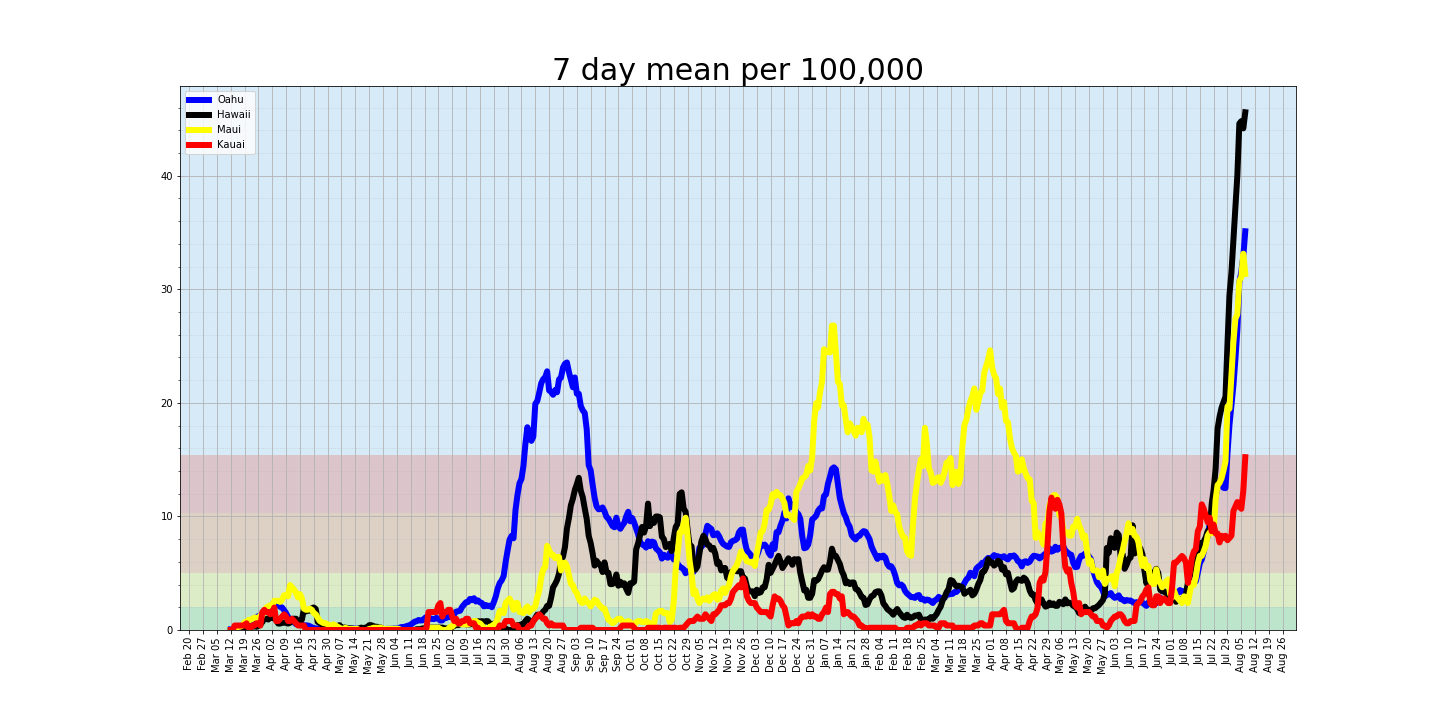 7 day mean per 100,000
Oahu
Hawaii
Maui
Kauai
40
30
20
10
0
Feb 20
Feb 27
Mar 05
Mar 12
Mar 19
Mar 26
Apr 02
Apr 09
Apr 16
Apr 23
Apr 30
May 07
May 14
May 21
May 28
Jun 04
Jun 11
Jun 18
Jun 25
Jul 02
Jul 09
Jul 16
Jul 23
Jul 30
Aug 06
Aug 13
Aug 20
Aug 27
Sep 03
Sep 10
Sep 17
Sep 24
Oct 01
Oct 08
Oct 15
Oct 22
Oct 29
Nov 05
Nov 12
Nov 19
Nov 26
Dec 03
Dec 10
Dec 17
Dec 24
Dec 31
Jan 07
Jan 14
Jan 21
Jan 28
Feb 04
Feb 11
Feb 18
Feb 25
Mar 04
Mar 11
Mar 18
Mar 25
Apr 01
Apr 08
Apr 15
Apr 22
Apr 29
May 06
May 13
May 20
May 27
Jun 03
Jun 10
Jun 17
Jun 24
Jul 01
Jul 08
Jul 15
Jul 22
Jul 29
Aug 05
Aug 12
Aug 19
Aug 26